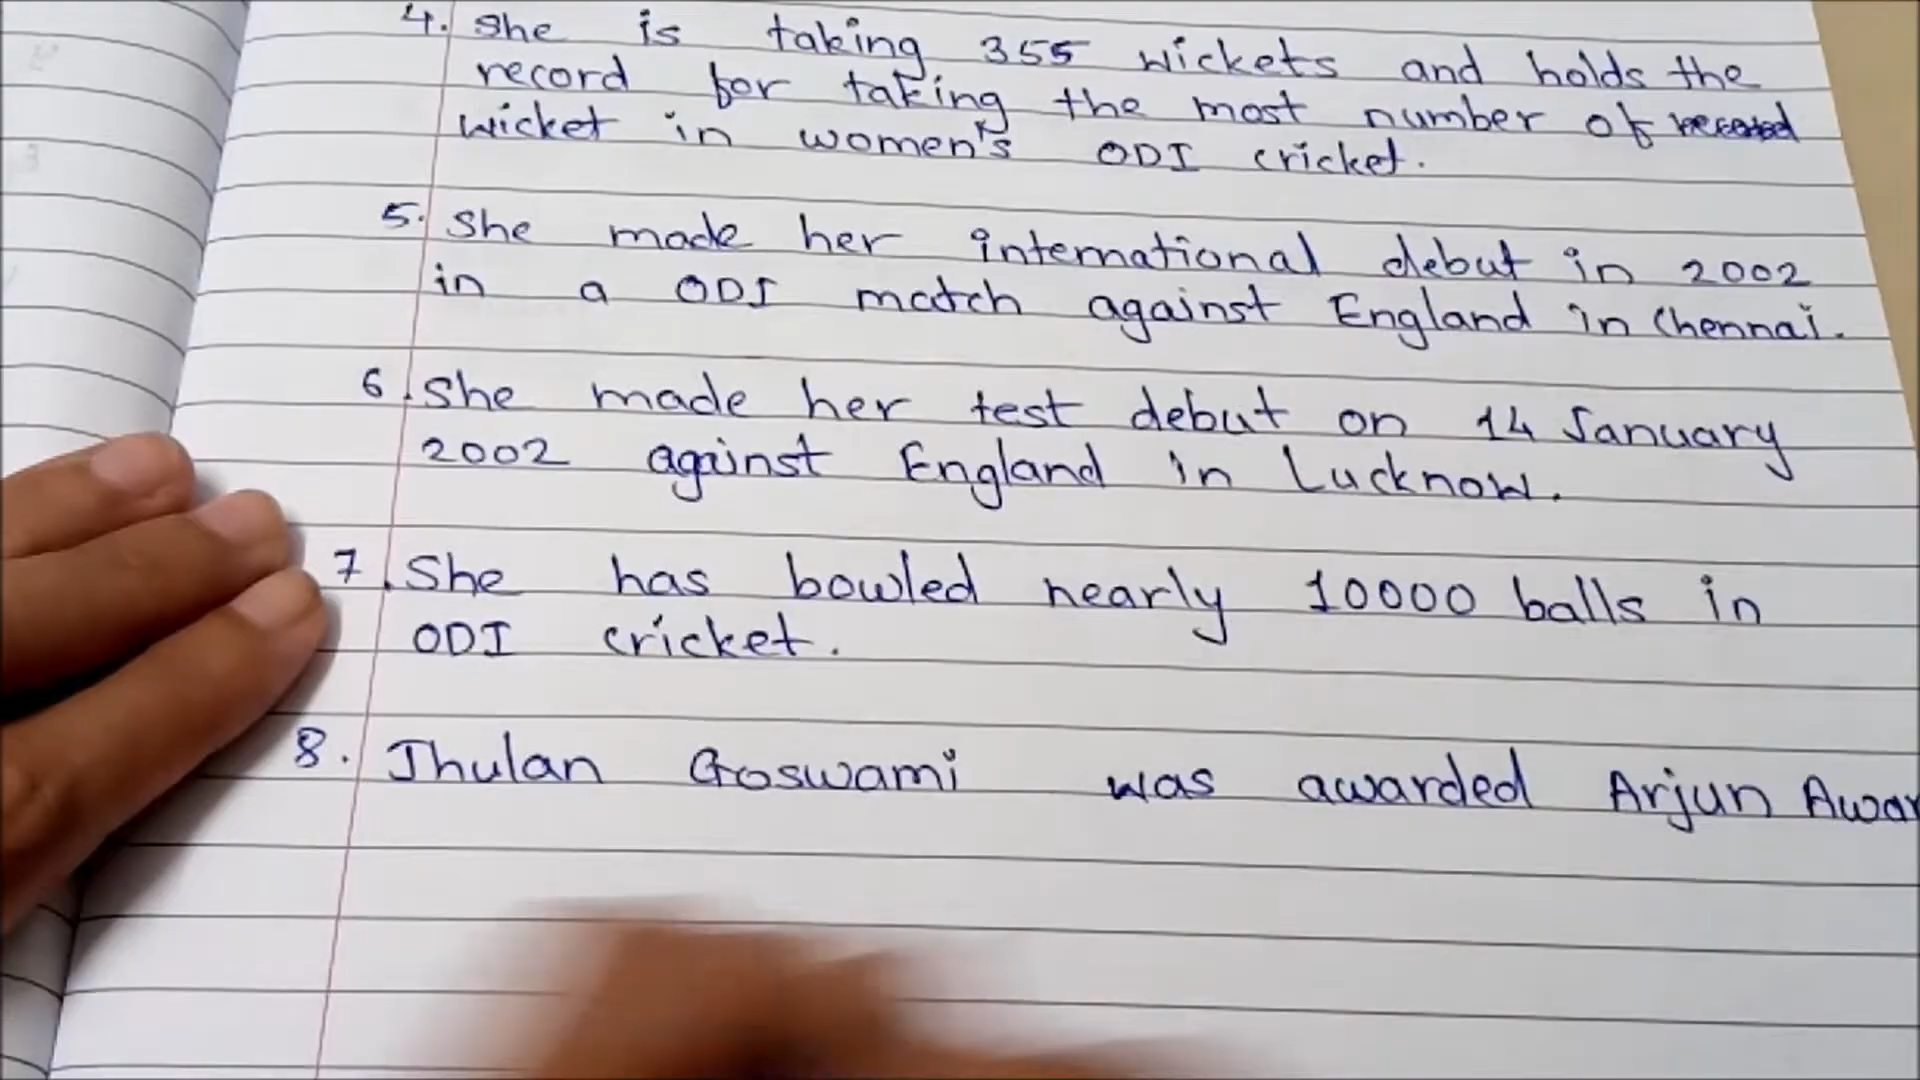 4. She is taking 355 wickets and holds the
record for taking the most number of
wicket in women's ODI cricket.
5. She made her international debut in 2002
in a ODI match against England in Chennai.
6. She made her test debut on 14 January
2002 against England in Lucknow.
7. She has bowled nearly 10000 balls in
ODI cricket.
8. Jhulan Goswami was awarded Arjun Awar